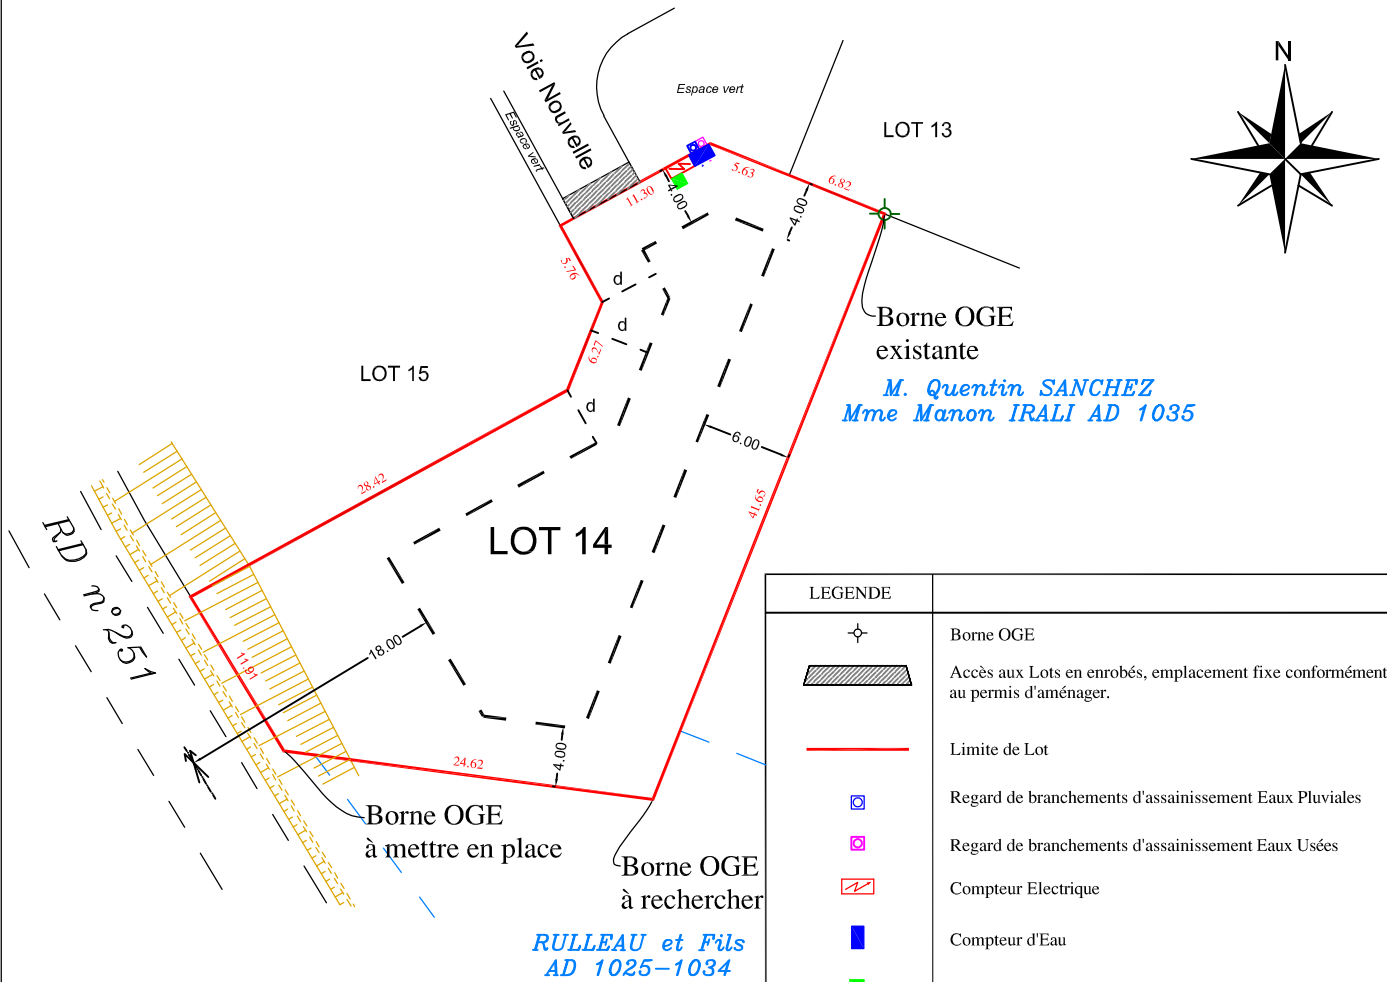 Voie Nouvelle
Espace vert
Espace vert
N
LOT 13
5.63
6.82
11.30
4.00
4.00
5.76
d
d
6.27
d
Borne OGE
existante
LOT 15
M. Quentin SANCHEZ
Mme Manon IRALI AD 1035
6.00
28.42
41.65
LOT 14
RD n°251
18.00
11.91
24.62
4.00
Borne OGE
à mettre en place
Borne OGE
à rechercher
RULLEAU et Fils
AD 1025-1034
LEGENDE
Borne OGE
Accès aux Lots en enrobés, emplacement fixe conformément
au permis d'aménager.
Limite de Lot
Regard de branchements d'assainissement Eaux Pluviales
Regard de branchements d'assainissement Eaux Usées
Compteur Electrique
Compteur d'Eau